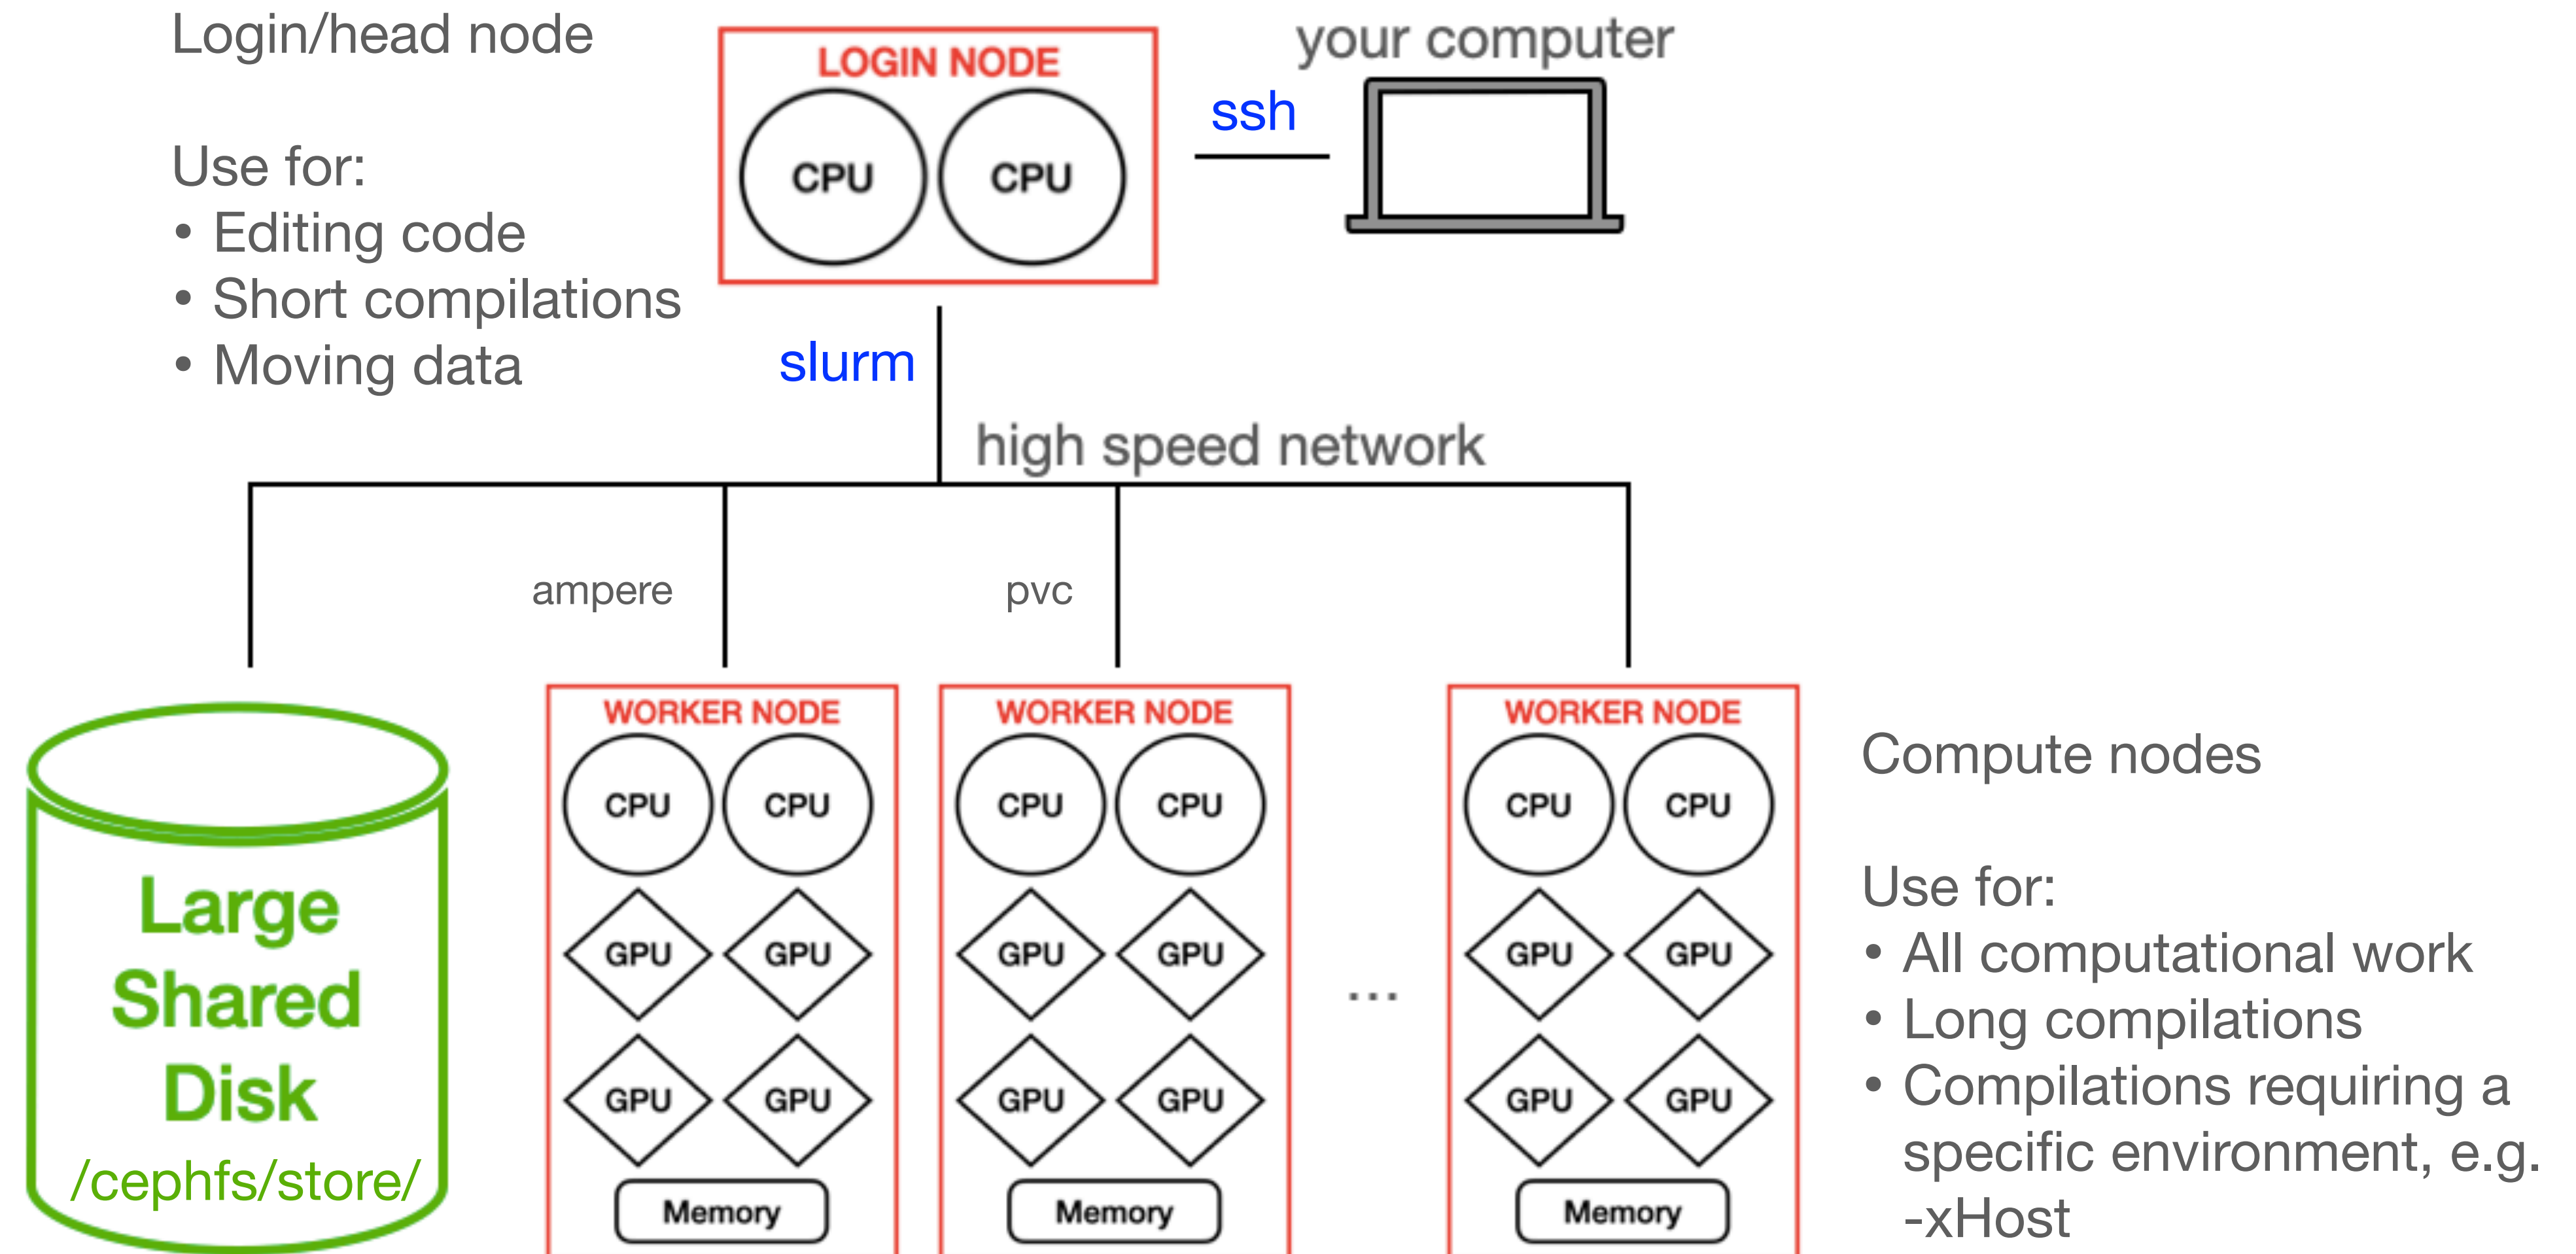 Login/head node
Use for:
• Editing code
• Short compilations
• Moving data
LOGIN NODE
CPU CPU
ssh
your computer
slurm
high speed network
ampere
pvc
Large
Shared
Disk
/cephfs/store/
WORKER NODE
CPU CPU
GPU GPU
GPU GPU
Memory
WORKER NODE
CPU CPU
GPU GPU
GPU GPU
Memory
...
WORKER NODE
CPU CPU
GPU GPU
GPU GPU
Memory
Compute nodes
Use for:
• All computational work
• Long compilations
• Compilations requiring a
specific environment, e.g.
-xHost